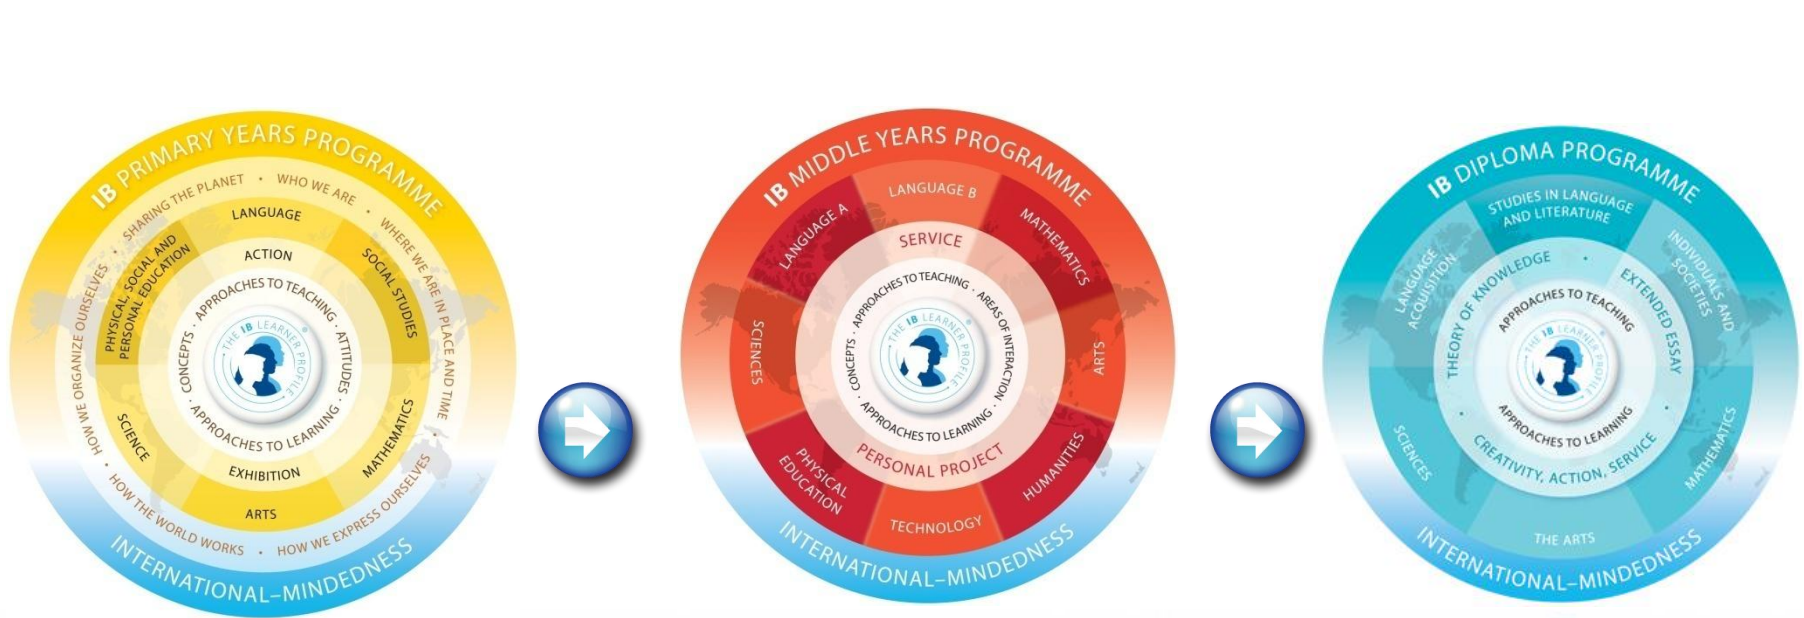 IB PRIMARY YEARS PROGRAMME
SHARING THE PLANET • WHO WE ARE • WHERE WE ARE IN PLACE AND TIME • HOW WE EXPRESS OURSELVES • HOW THE WORLD WORKS • HOW WE ORGANIZE OURSELVES •
LANGUAGE
SOCIAL STUDIES
MATHEMATICS
ARTS
SCIENCE
PHYSICAL, SOCIAL AND
PERSONAL EDUCATION
ACTION
EXHIBITION
APPROACHES TO TEACHING · ATTITUDES · APPROACHES TO LEARNING · CONCEPTS ·
THE IB LEARNER PROFILE
®
INTERNATIONAL–MINDEDNESS
IB MIDDLE YEARS PROGRAMME
LANGUAGE A
LANGUAGE B
MATHEMATICS
ARTS
HUMANITIES
TECHNOLOGY
PHYSICAL
EDUCATION
SCIENCES
SERVICE
PERSONAL PROJECT
APPROACHES TO TEACHING · AREAS OF INTERACTION · APPROACHES TO LEARNING · CONCEPTS ·
THE IB LEARNER PROFILE
®
INTERNATIONAL–MINDEDNESS
IB DIPLOMA PROGRAMME
STUDIES IN LANGUAGE
AND LITERATURE
INDIVIDUALS AND
SOCIETIES
MATHEMATICS
THE ARTS
SCIENCES
LANGUAGE
ACQUISITION
THEORY OF KNOWLEDGE • EXTENDED ESSAY • CREATIVITY, ACTION, SERVICE •
APPROACHES TO TEACHING
APPROACHES TO LEARNING
THE IB LEARNER PROFILE
®
INTERNATIONAL–MINDEDNESS